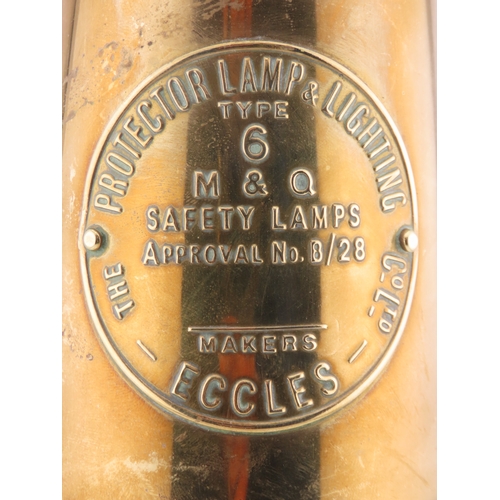 THE PROTECTOR LAMP & LIGHTING CO LTD
TYPE
6
M & Q
SAFETY LAMPS
APPROVAL NO. B/28
MAKERS
ECCLES